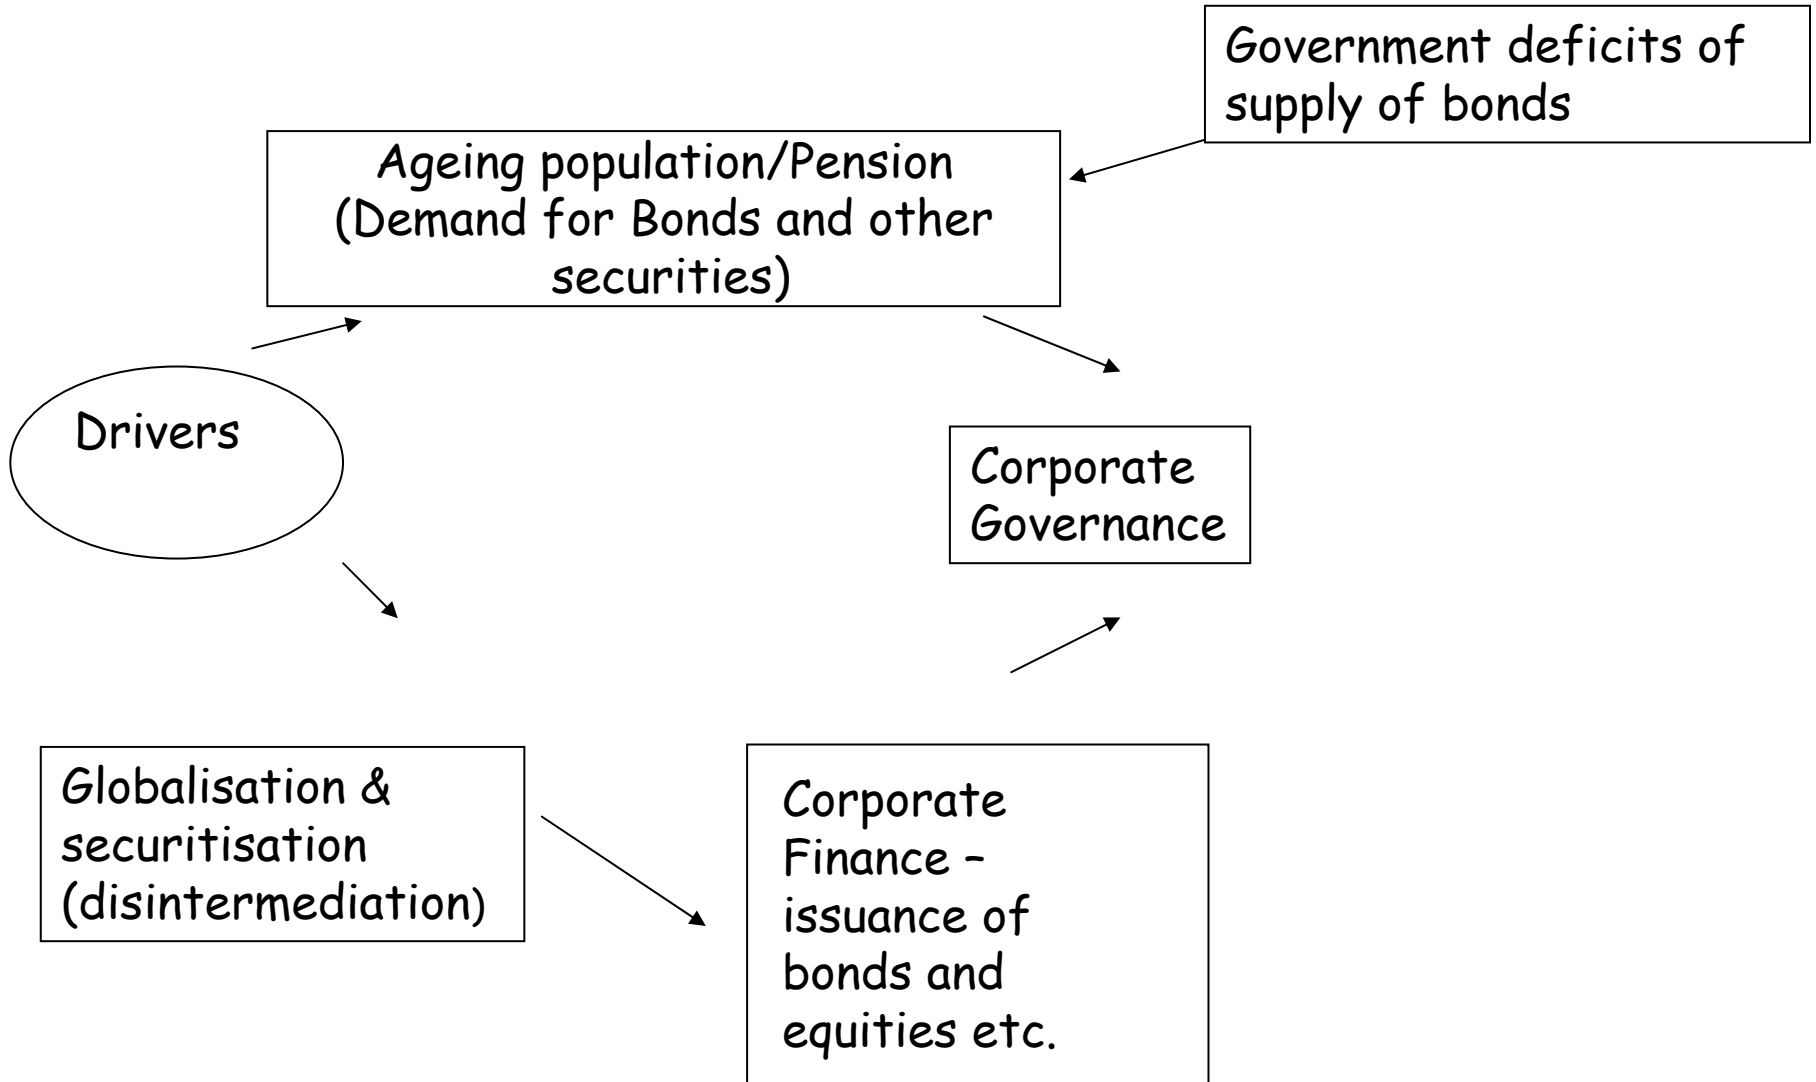 Government deficits of
supply of bonds
Ageing population/Pension
(Demand for Bonds and other
securities)
Drivers
Corporate
Governance
Globalisation &
securitisation
(disintermediation)
Corporate
Finance –
issuance of
bonds and
equities etc.